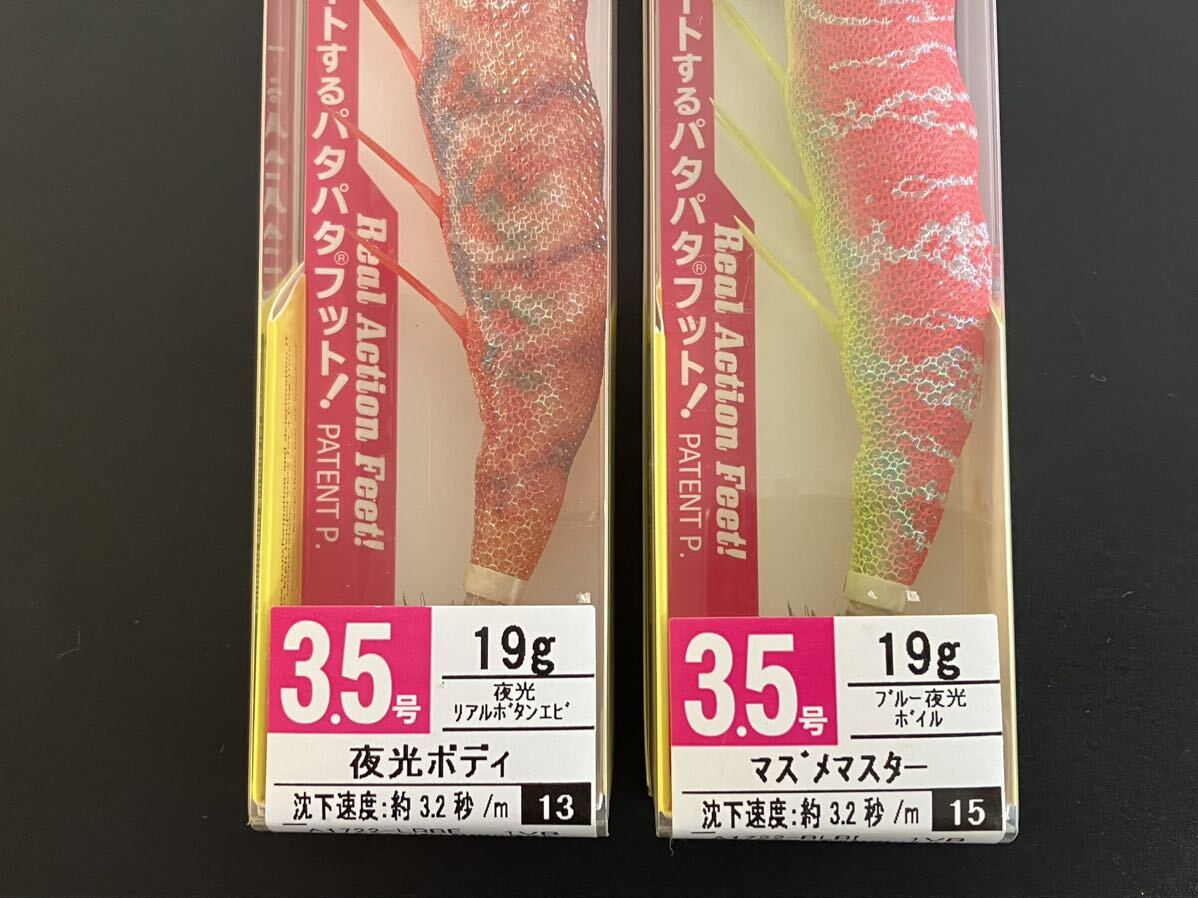 ートするパタパタ®フット!
Real Action Feet!
PATENT P.
3.5号
19g
夜光
リアルボタンエビ
夜光ボディ
沈下速度:約3.2秒/m
13
ートするパタパタ®フット!
Real Action Feet!
PATENT P.
3.5号
19g
ブルー夜光
ボイル
マズメマスター
沈下速度:約3.2秒/m
15